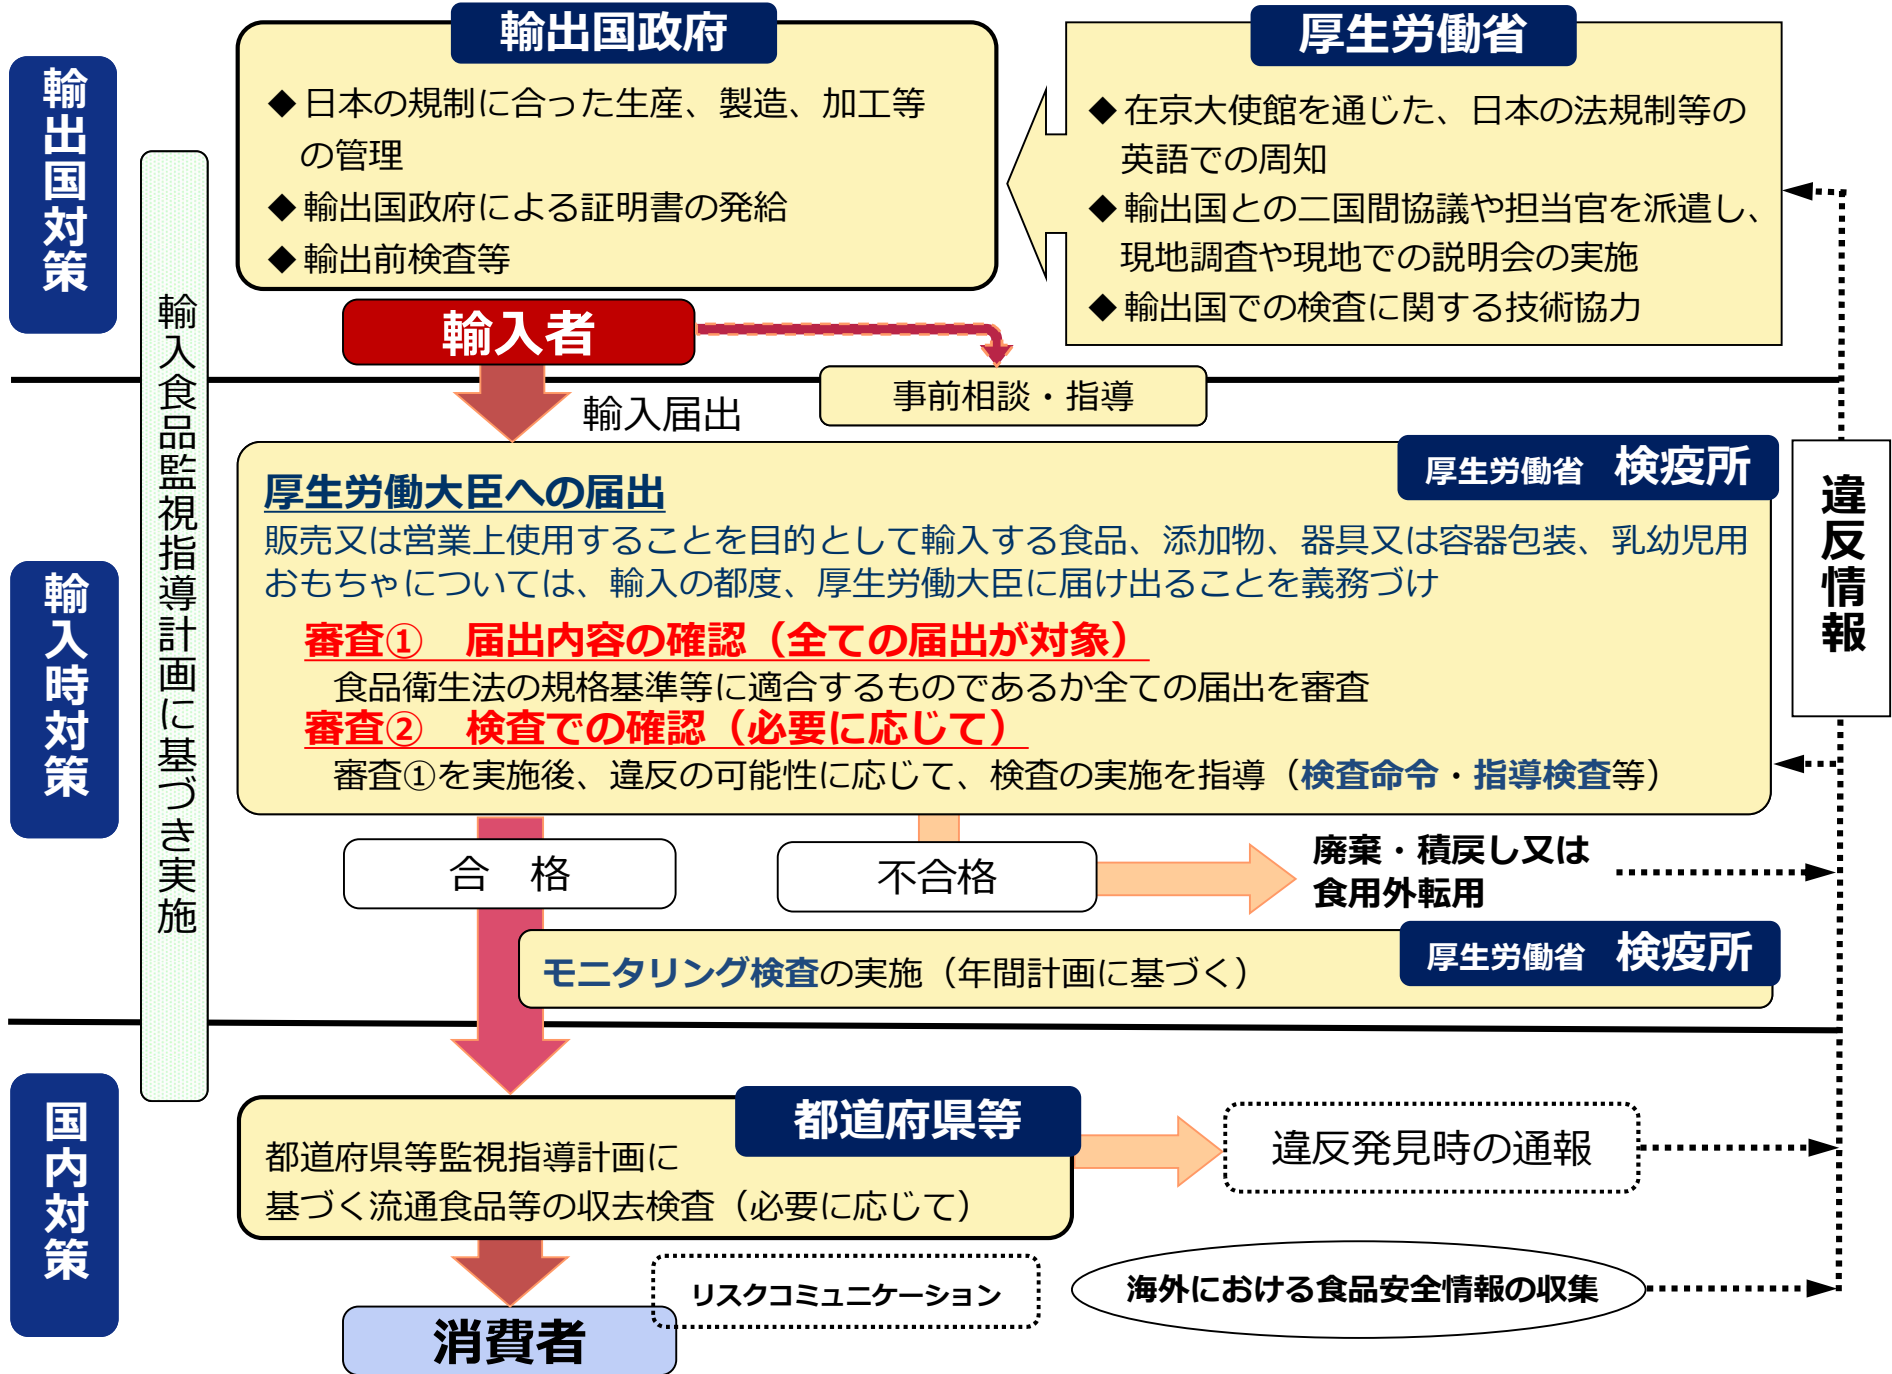 輸出国政府
厚生労働省
輸出国対策
◆日本の規制に合った生産、製造、加工等
の管理
◆輸出国政府による証明書の発給
◆輸出前検査等
◆在京大使館を通じた、日本の法規制等の
英語での周知
◆輸出国との二国間協議や担当官を派遣し、
現地調査や現地での説明会の実施
◆輸出国での検査に関する技術協力
輸入食品監視指導計画に基づき実施
輸入者
事前相談・指導
輸入届出
輸入時対策
厚生労働省 検疫所
厚生労働大臣への届出
販売又は営業上使用することを目的として輸入する食品、添加物、器具又は容器包装、乳幼児用
おもちゃについては、輸入の都度、厚生労働大臣に届け出ることを義務づけ
審査① 届出内容の確認（全ての届出が対象）
食品衛生法の規格基準等に適合するものであるか全ての届出を審査
審査② 検査での確認（必要に応じて）
審査①を実施後、違反の可能性に応じて、検査の実施を指導（検査命令・指導検査等）
違反情報
合 格
不合格
廃棄・積戻し又は
食用外転用
厚生労働省 検疫所
モニタリング検査の実施（年間計画に基づく）
国内対策
都道府県等
都道府県等監視指導計画に
基づく流通食品等の収去検査（必要に応じて）
違反発見時の通報
リスクコミュニケーション
海外における食品安全情報の収集
消費者